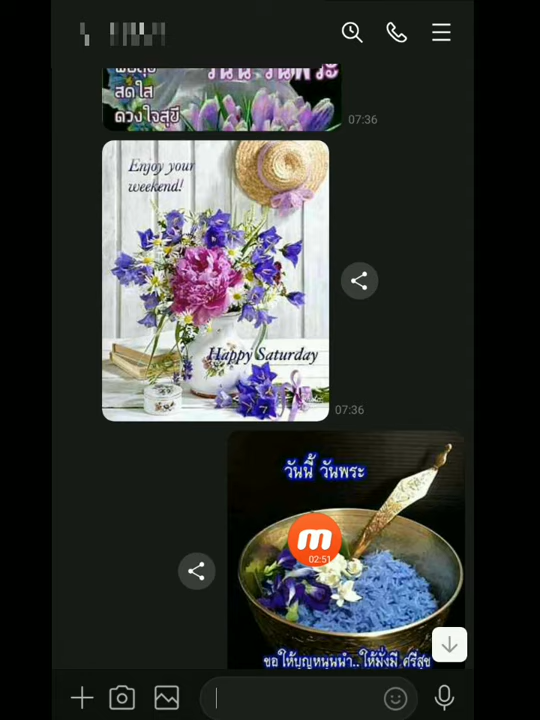 สดใส
ดวงใจสุขี
07:36
Enjoy your
weekend!
Happy Saturday
07:36
วันนี้ วันพระ
m
02:51
ขอให้บุญหนุนนำ..ให้มั่งมี ศรีสุข